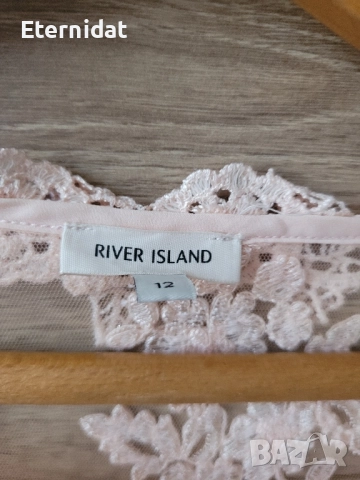 Eternidat
RIVER ISLAND
12
BAZAR